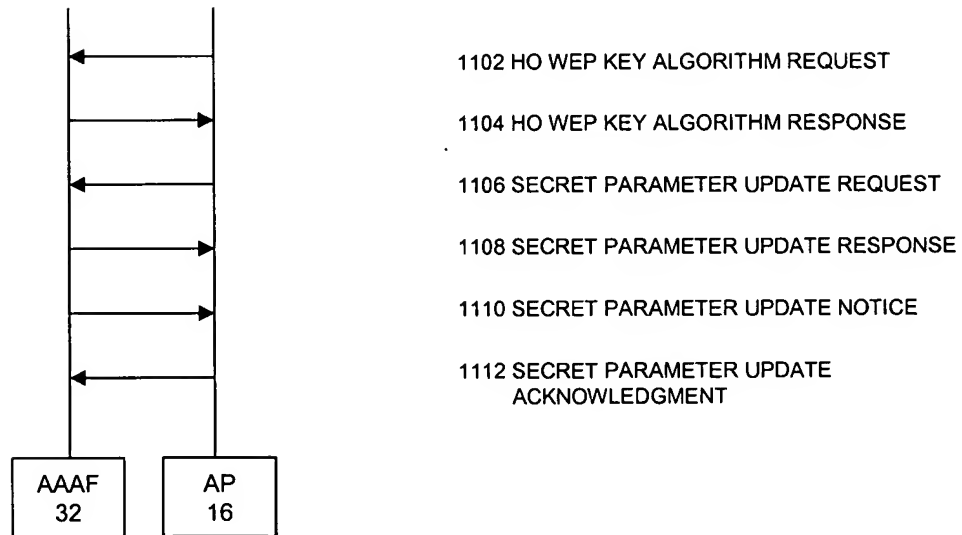 1102 HO WEP KEY ALGORITHM REQUEST
1104 HO WEP KEY ALGORITHM RESPONSE
1106 SECRET PARAMETER UPDATE REQUEST
1108 SECRET PARAMETER UPDATE RESPONSE
1110 SECRET PARAMETER UPDATE NOTICE
1112 SECRET PARAMETER UPDATE
ACKNOWLEDGMENT
AAAF
32
AP
16